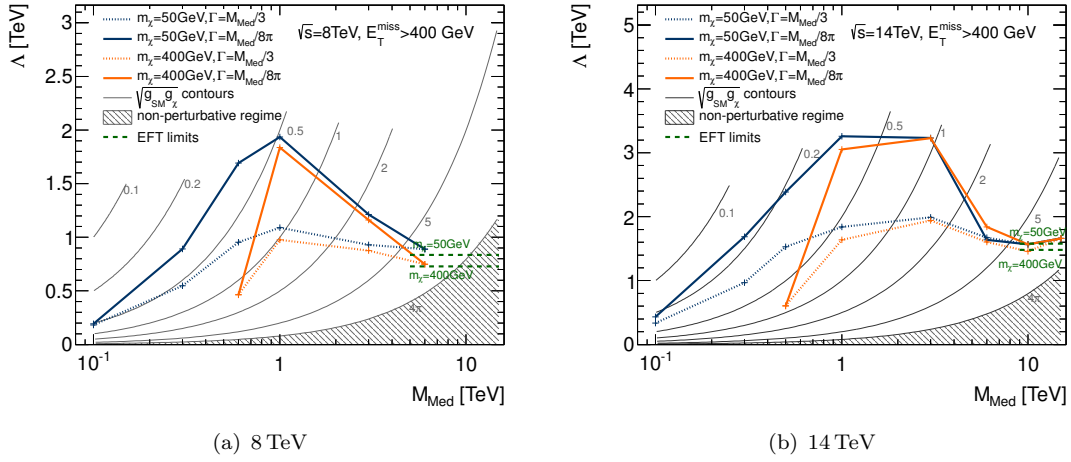 Λ [TeV]
3
2.5
2
1.5
1
0.5
0
m_χ=50GeV,Γ=M_Med/3
m_χ=50GeV,Γ=M_Med/8π
m_χ=400GeV,Γ=M_Med/3
m_χ=400GeV,Γ=M_Med/8π
√g_SM g_χ contours
non-perturbative regime
EFT limits
√s=8TeV, E_T^miss>400 GeV
0.1
0.2
0.5
1
2
5
4π
m_χ=50GeV
m_χ=400GeV
10⁻¹
1
10
M_Med [TeV]
(a) 8 TeV
Λ [TeV]
5
4
3
2
1
0
m_χ=50GeV,Γ=M_Med/3
m_χ=50GeV,Γ=M_Med/8π
m_χ=400GeV,Γ=M_Med/3
m_χ=400GeV,Γ=M_Med/8π
√g_SM g_χ contours
non-perturbative regime
EFT limits
√s=14TeV, E_T^miss>400 GeV
0.1
0.2
0.5
1
2
5
4π
m_χ=50GeV
m_χ=400GeV
10⁻¹
1
10
M_Med [TeV]
(b) 14 TeV